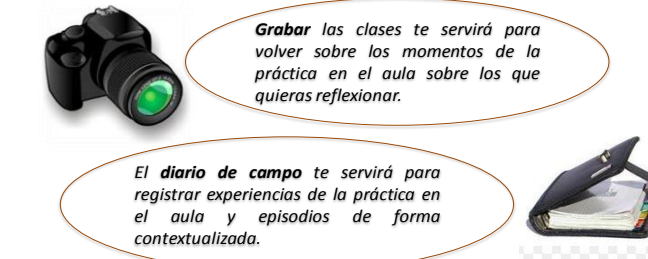 Grabar las clases te servirá para
volver sobre los momentos de la
práctica en el aula sobre los que
quieras reflexionar.
El diario de campo te servirá para
registrar experiencias de la práctica en
el aula y episodios de forma
contextualizada.